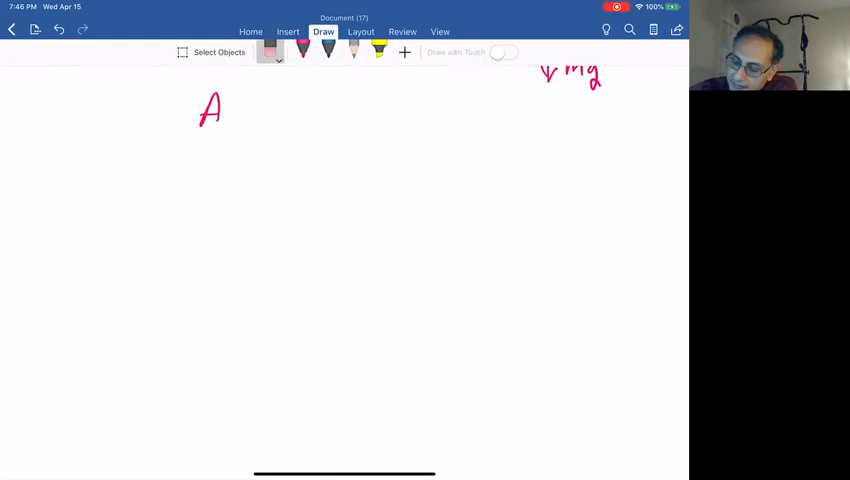 7:46 PM Wed Apr 15
100%
Document (17)
Home Insert Draw Layout Review View
Select Objects
Draw with Touch
mg
A